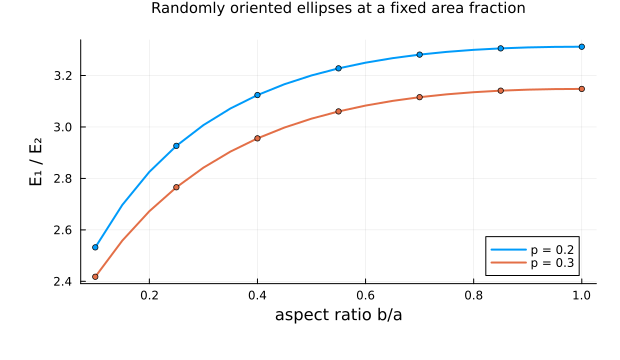 Randomly oriented ellipses at a fixed area fraction
E₁ / E₂
3.2
3.0
2.8
2.6
2.4
p = 0.2
p = 0.3
0.2 0.4 0.6 0.8 1.0
aspect ratio b/a